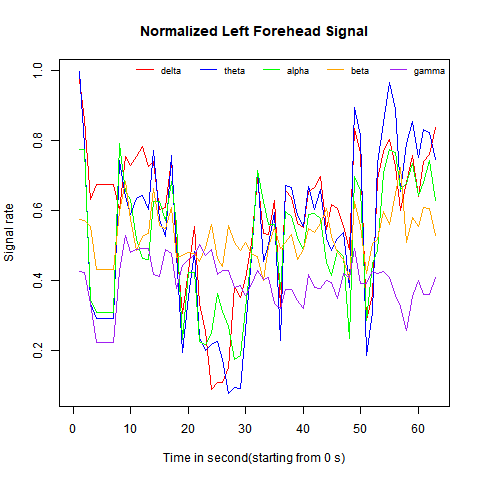 Normalized Left Forehead Signal
delta theta alpha beta gamma
1.0
0.8
0.6
0.4
0.2
Signal rate
0 10 20 30 40 50 60
Time in second(starting from 0 s)